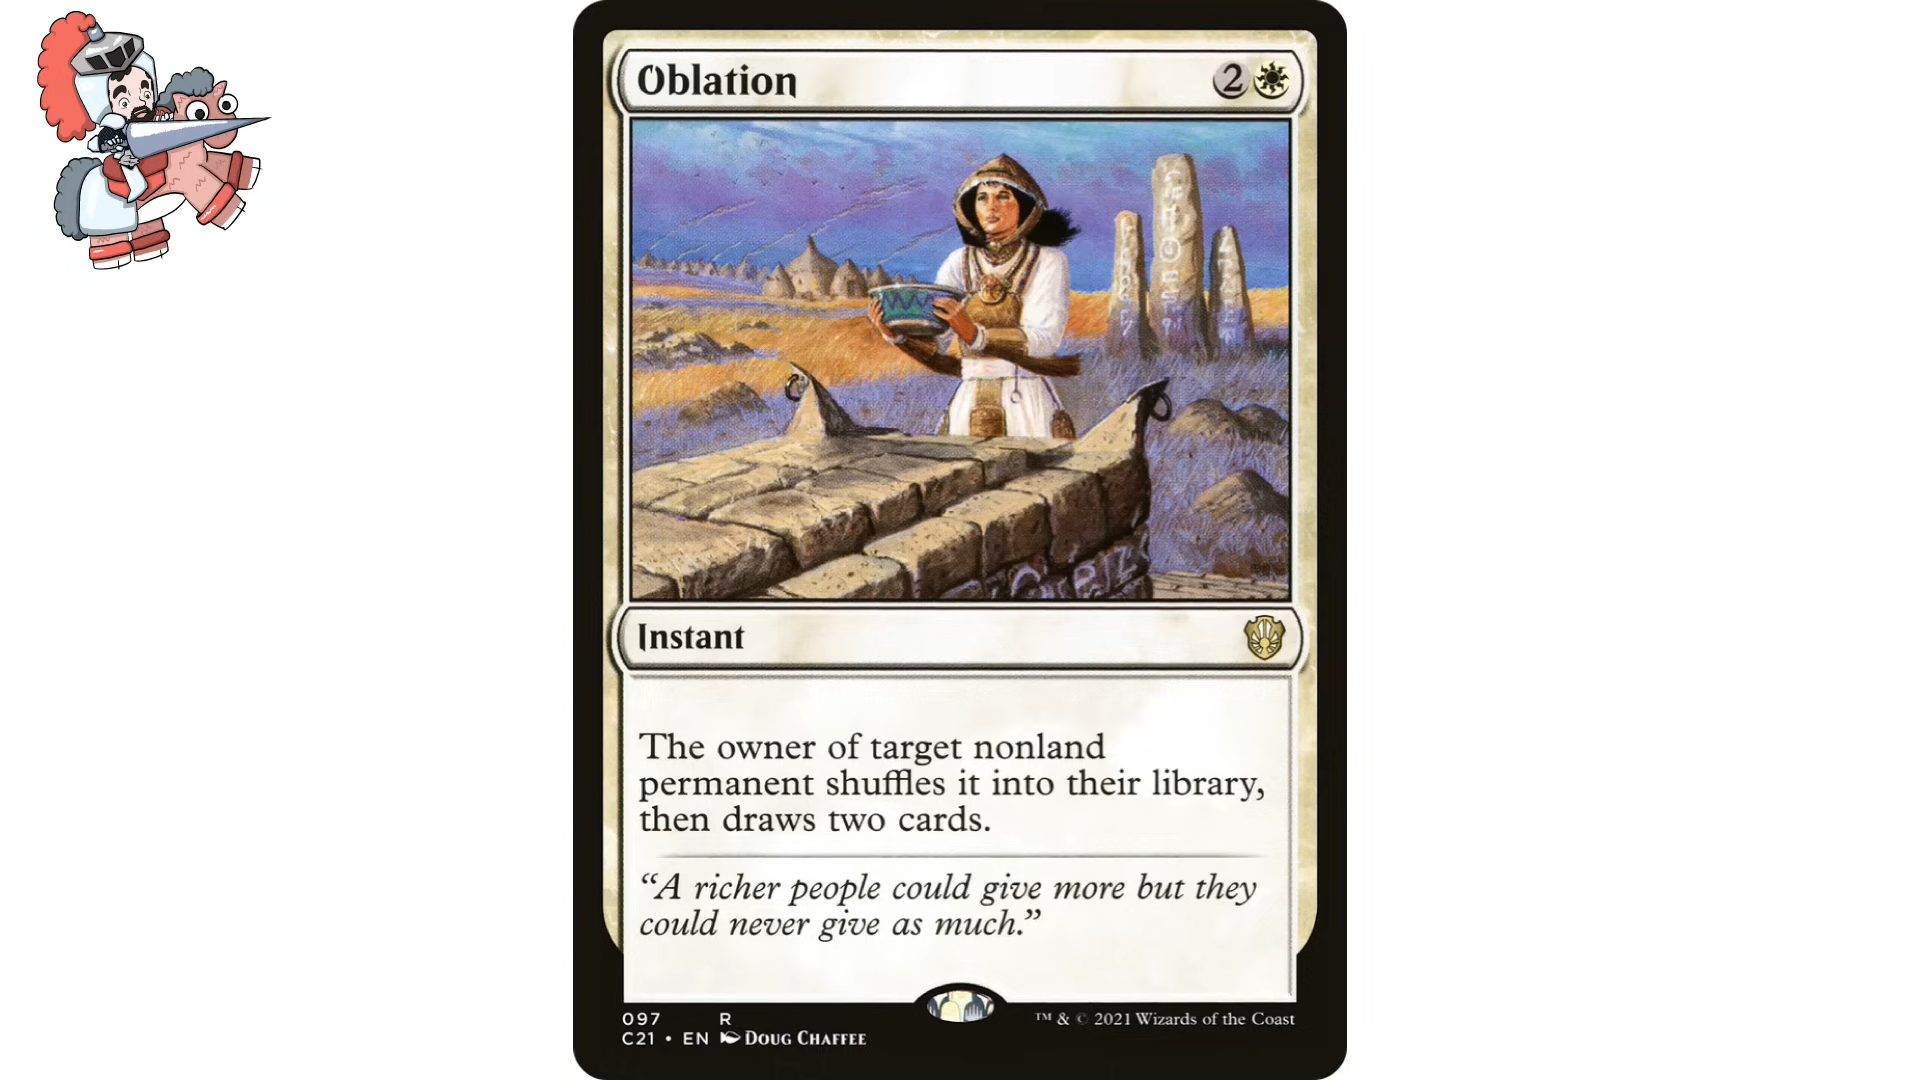 Oblation
2
Instant
The owner of target nonland
permanent shuffles it into their library,
then draws two cards.
“A richer people could give more but they
could never give as much.”
097 R
C21 • EN DOUG CHAFFEE
™ & © 2021 Wizards of the Coast